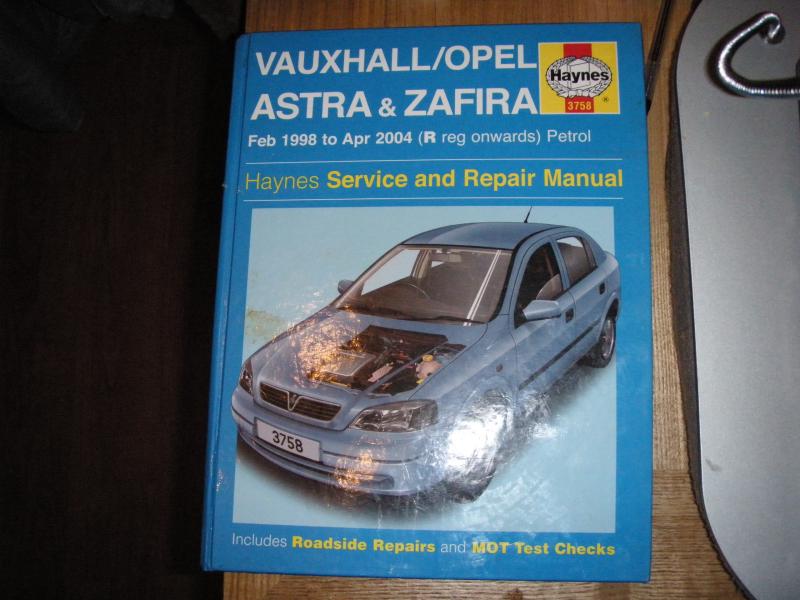 VAUXHALL/OPEL
ASTRA & ZAFIRA
Haynes
3758
®
Feb 1998 to Apr 2004 (R reg onwards) Petrol
Haynes Service and Repair Manual
3758
Includes Roadside Repairs and MOT Test Checks